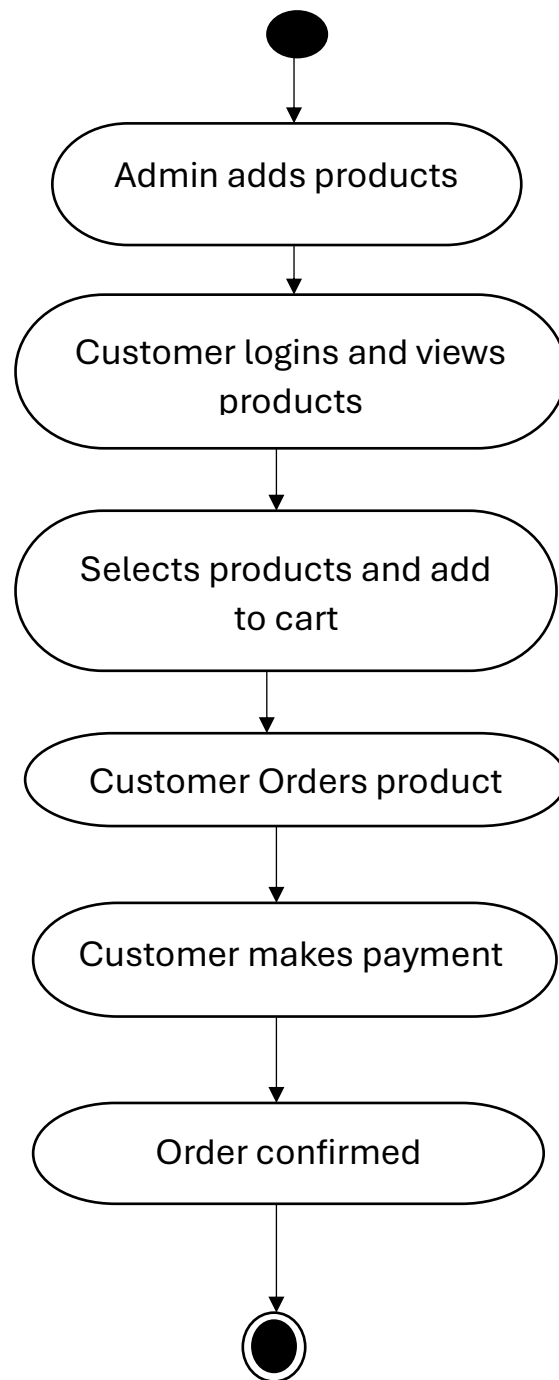 Admin adds products
Customer logins and views
products
Selects products and add
to cart
Customer Orders product
Customer makes payment
Order confirmed